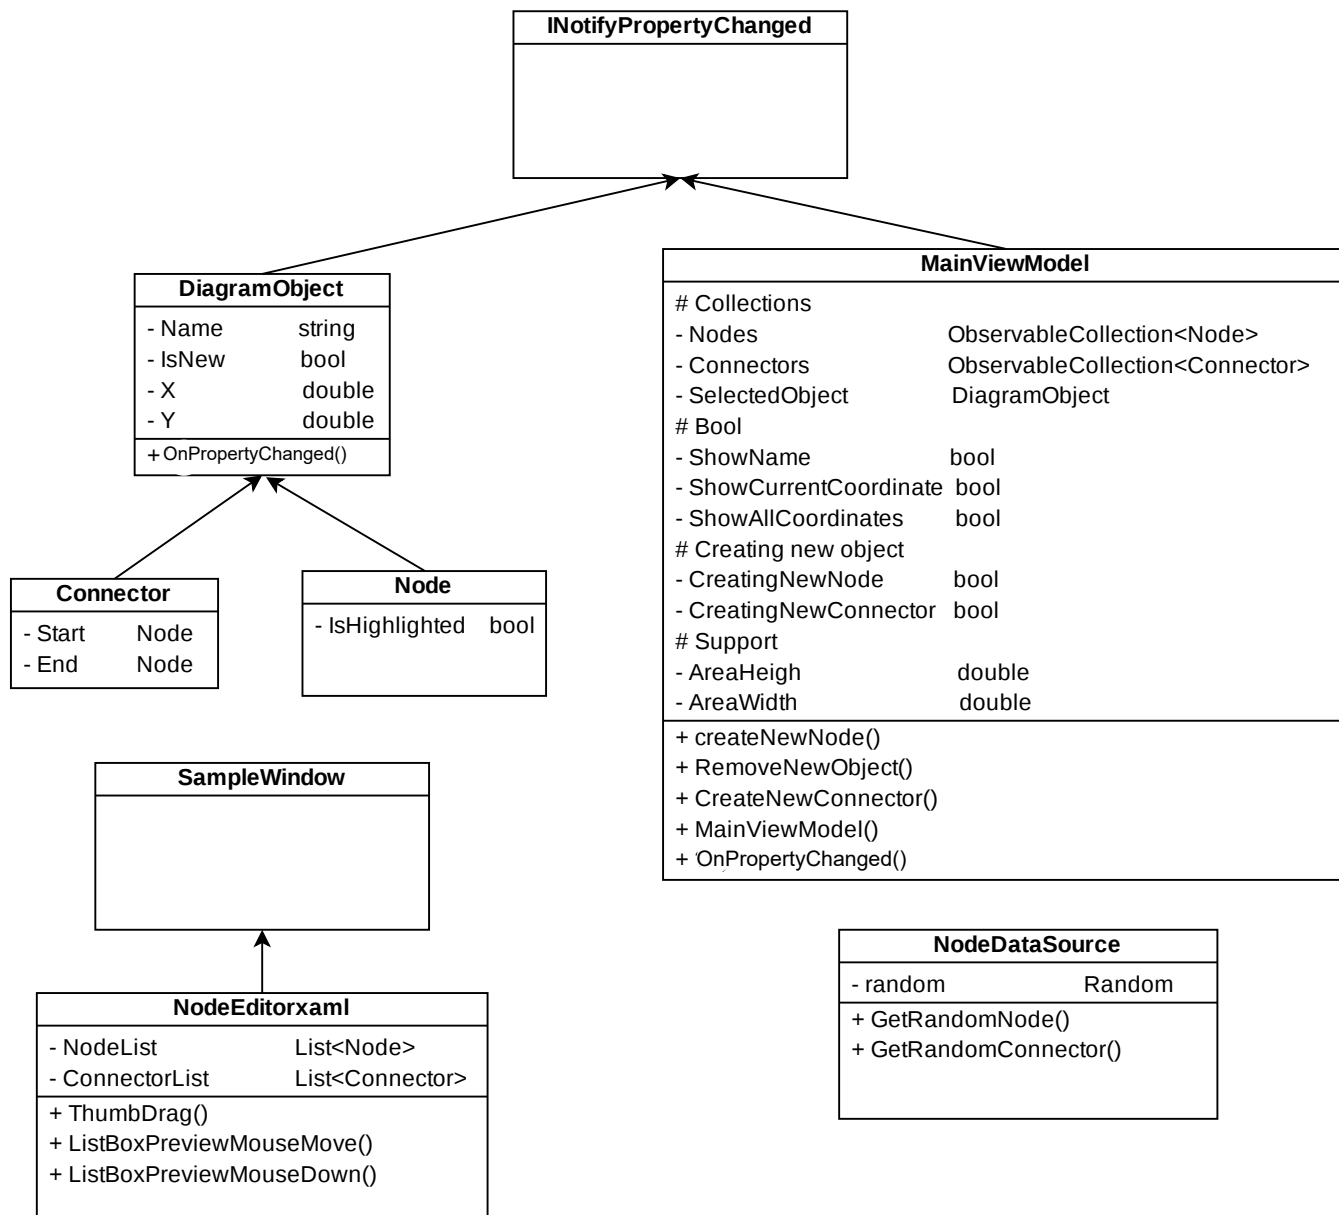 INotifyPropertyChanged
DiagramObject
- Name string
- IsNew bool
- X double
- Y double
+ OnPropertyChanged()
MainViewModel
# Collections
- Nodes ObservableCollection<Node>
- Connectors ObservableCollection<Connector>
- SelectedObject DiagramObject
# Bool
- ShowName bool
- ShowCurrentCoordinate bool
- ShowAllCoordinates bool
# Creating new object
- CreatingNewNode bool
- CreatingNewConnector bool
# Support
- AreaHeigh double
- AreaWidth double
+ createNewNode()
+ RemoveNewObject()
+ CreateNewConnector()
+ MainViewModel()
+ OnPropertyChanged()
Connector
- Start Node
- End Node
Node
- IsHighlighted bool
SampleWindow
NodeEditorxaml
- NodeList List<Node>
- ConnectorList List<Connector>
+ ThumbDrag()
+ ListBoxPreviewMouseMove()
+ ListBoxPreviewMouseDown()
NodeDataSource
- random Random
+ GetRandomNode()
+ GetRandomConnector()